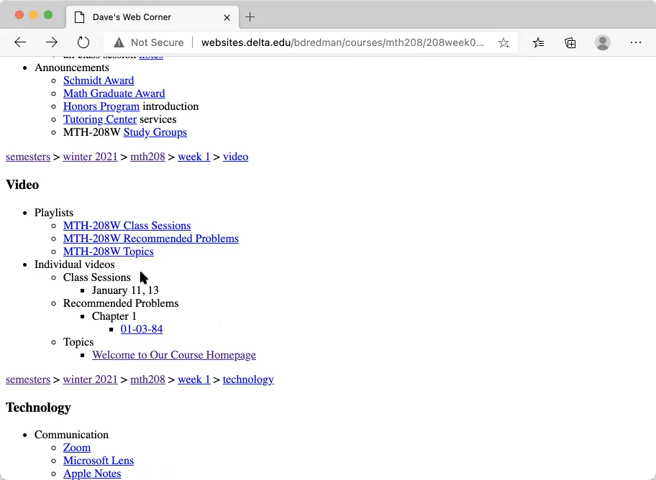 Dave's Web Corner
Not Secure websites.delta.edu/bdredman/courses/mth208/208week0...
an class session notes
Announcements
Schmidt Award
Math Graduate Award
Honors Program introduction
Tutoring Center services
MTH-208W Study Groups
semesters > winter 2021 > mth208 > week 1 > video
Video
Playlists
MTH-208W Class Sessions
MTH-208W Recommended Problems
MTH-208W Topics
Individual videos
Class Sessions
January 11, 13
Recommended Problems
Chapter 1
01-03-84
Topics
Welcome to Our Course Homepage
semesters > winter 2021 > mth208 > week 1 > technology
Technology
Communication
Zoom
Microsoft Lens
Apple Notes